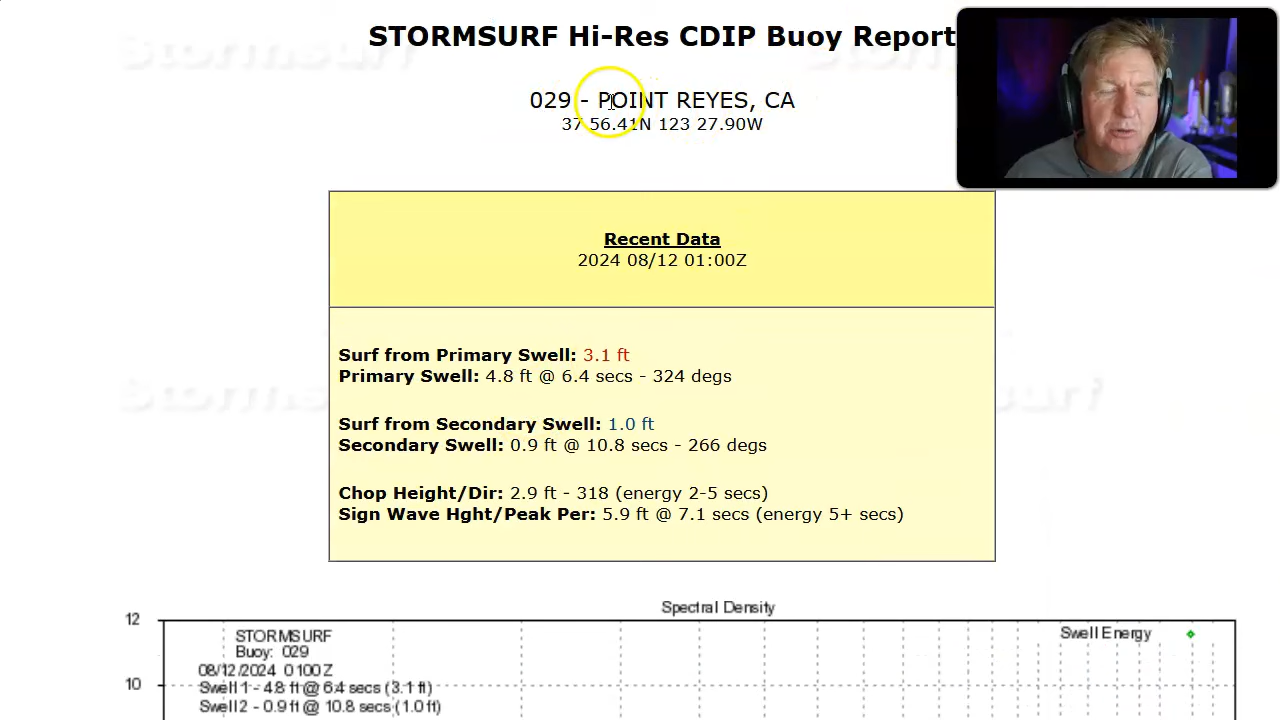 STORMSURF Hi-Res CDIP Buoy Report
029 - POINT REYES, CA
37 56.41N 123 27.90W
Recent Data
2024 08/12 01:00Z
Surf from Primary Swell: 3.1 ft
Primary Swell: 4.8 ft @ 6.4 secs - 324 degs
Surf from Secondary Swell: 1.0 ft
Secondary Swell: 0.9 ft @ 10.8 secs - 266 degs
Chop Height/Dir: 2.9 ft - 318 (energy 2-5 secs)
Sign Wave Hght/Peak Per: 5.9 ft @ 7.1 secs (energy 5+ secs)
Spectral Density
12
STORMSURF
Swell Energy
Buoy: 029
08/12/2024 0100Z
10
Swell 1 - 4.8 ft @ 6.4 secs (3.1 ft)
Swell 2 - 0.9 ft @ 10.8 secs (1.0 ft)